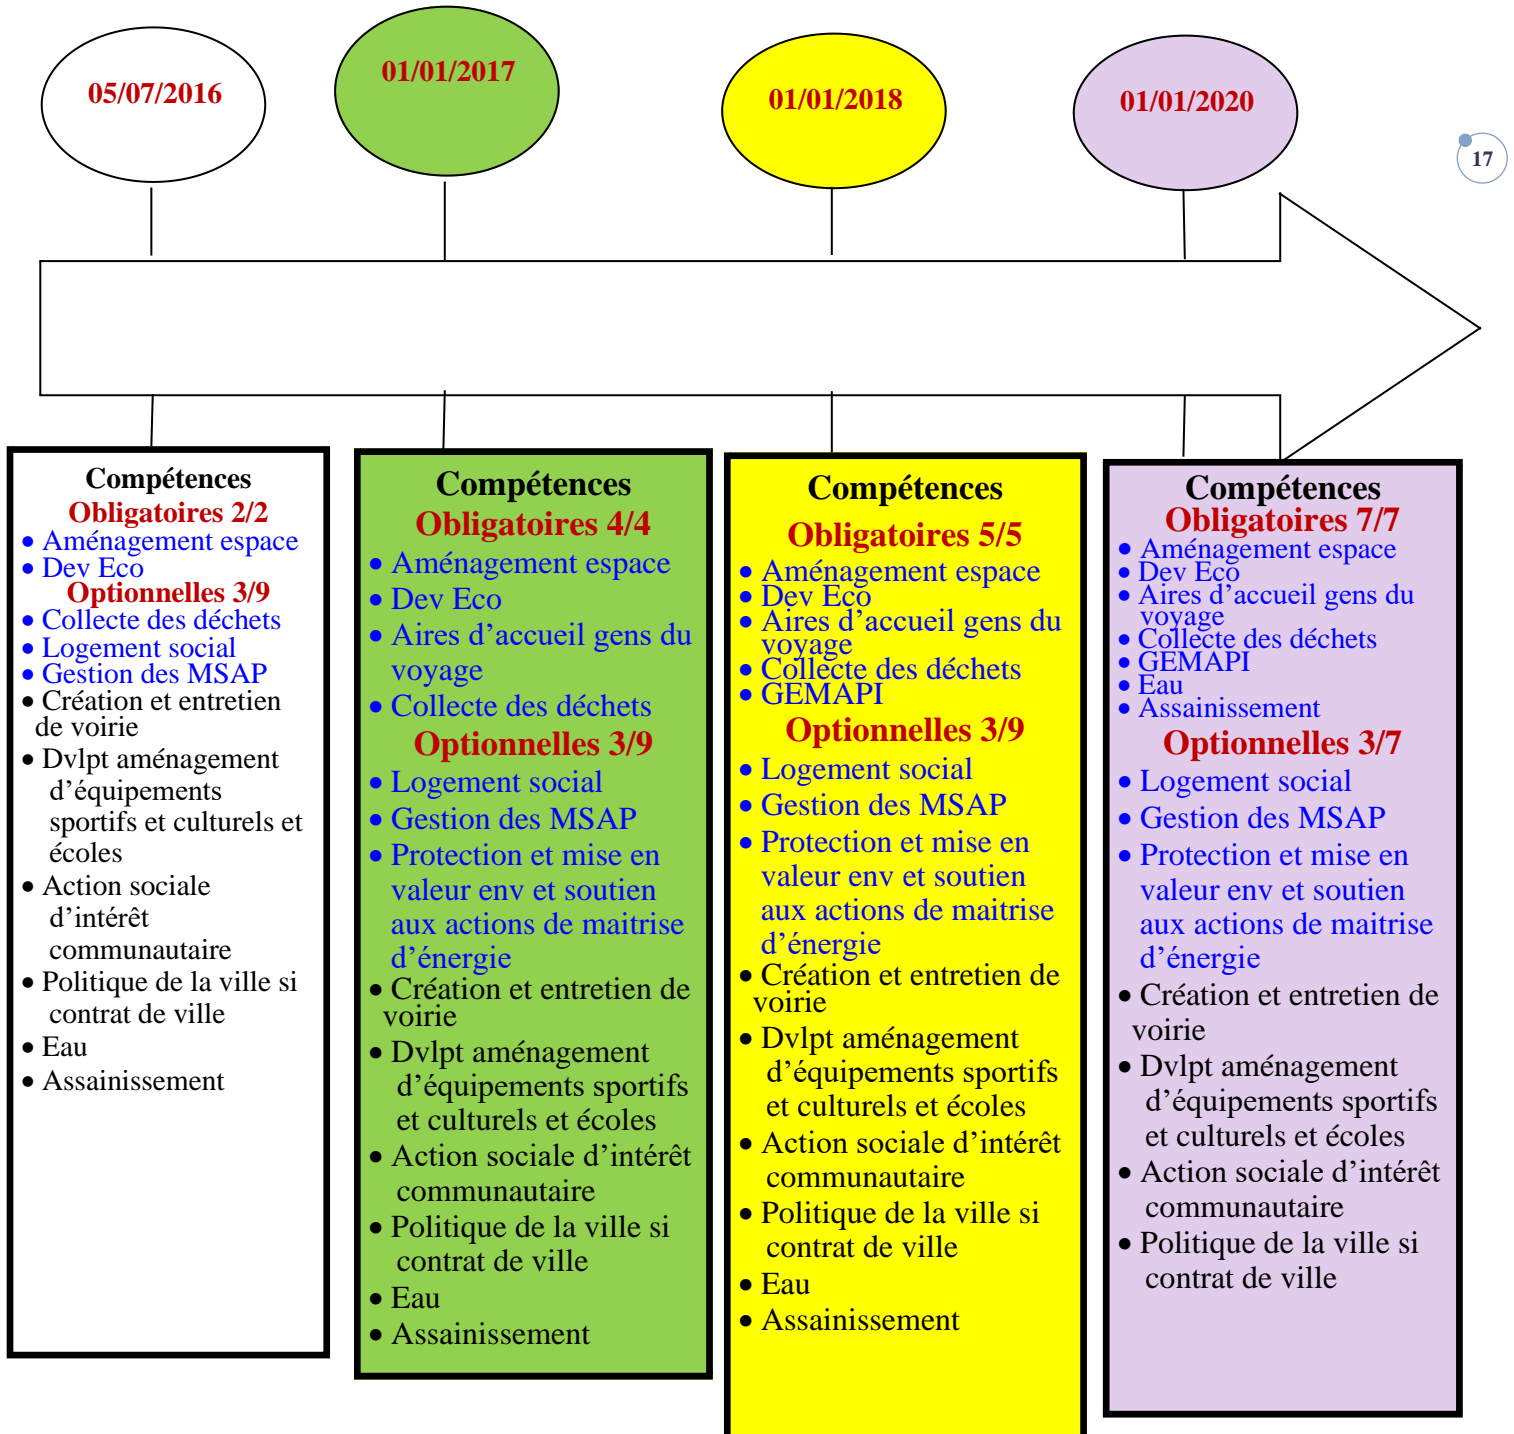 05/07/2016
01/01/2017
01/01/2018
01/01/2020
17
Compétences
Obligatoires 2/2
• Aménagement espace
• Dev Eco
Optionnelles 3/9
• Collecte des déchets
• Logement social
• Gestion des MSAP
• Création et entretien
de voirie
• Dvlpt aménagement
d’équipements
sportifs et culturels et
écoles
• Action sociale
d’intérêt
communautaire
• Politique de la ville si
contrat de ville
• Eau
• Assainissement
Compétences
Obligatoires 4/4
• Aménagement espace
• Dev Eco
• Aires d’accueil gens du
voyage
• Collecte des déchets
Optionnelles 3/9
• Logement social
• Gestion des MSAP
• Protection et mise en
valeur env et soutien
aux actions de maitrise
d’énergie
• Création et entretien de
voirie
• Dvlpt aménagement
d’équipements sportifs
et culturels et écoles
• Action sociale d’intérêt
communautaire
• Politique de la ville si
contrat de ville
• Eau
• Assainissement
Compétences
Obligatoires 5/5
• Aménagement espace
• Dev Eco
• Aires d’accueil gens du
voyage
• Collecte des déchets
• GEMAPI
Optionnelles 3/9
• Logement social
• Gestion des MSAP
• Protection et mise en
valeur env et soutien
aux actions de maitrise
d’énergie
• Création et entretien de
voirie
• Dvlpt aménagement
d’équipements sportifs
et culturels et écoles
• Action sociale d’intérêt
communautaire
• Politique de la ville si
contrat de ville
• Eau
• Assainissement
Compétences
Obligatoires 7/7
• Aménagement espace
• Dev Eco
• Aires d’accueil gens du
voyage
• Collecte des déchets
• GEMAPI
• Eau
• Assainissement
Optionnelles 3/7
• Logement social
• Gestion des MSAP
• Protection et mise en
valeur env et soutien
aux actions de maitrise
d’énergie
• Création et entretien de
voirie
• Dvlpt aménagement
d’équipements sportifs
et culturels et écoles
• Action sociale d’intérêt
communautaire
• Politique de la ville si
contrat de ville